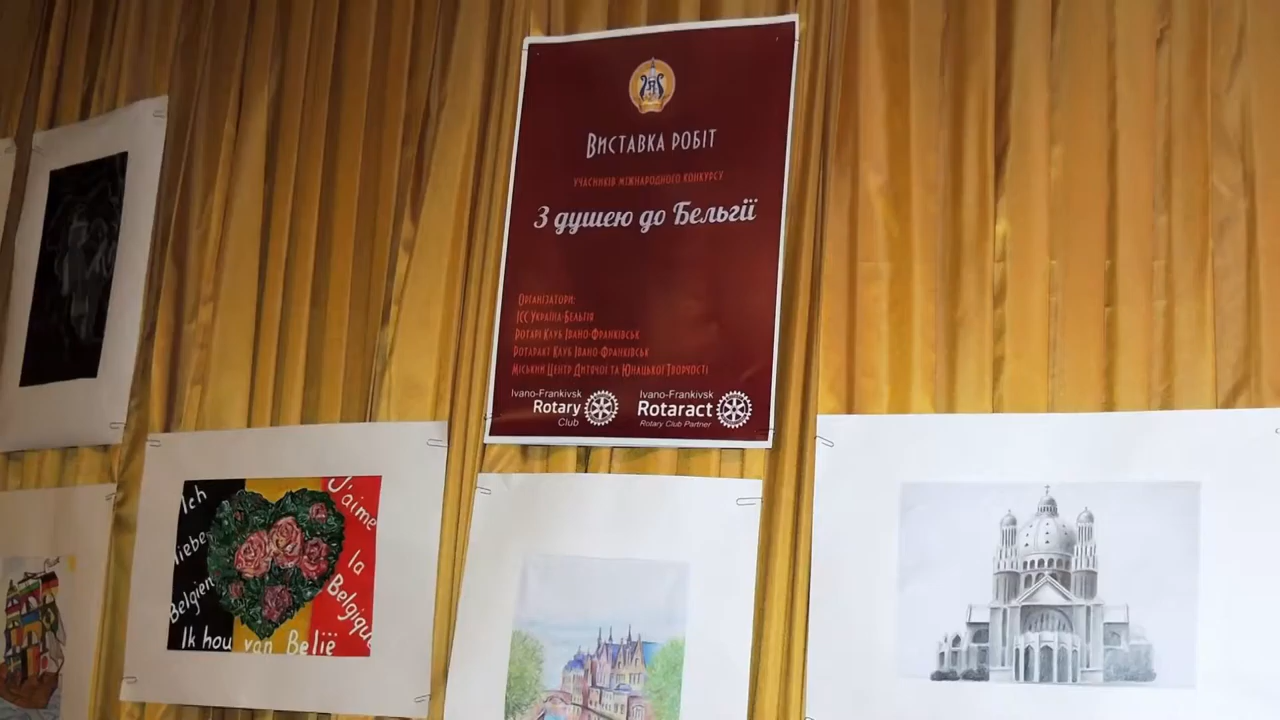 Виставка робіт
учасників міжнародного конкурсу
З душею до Бельгії
Організатори:
ІСС Україна-Бельгія
Ротарі Клуб Івано-Франківськ
Ротаракт Клуб Івано-Франківськ
Міський Центр Дитячої та Юнацької Творчості
Ivano-Frankivsk
Rotary
Club
Ivano-Frankivsk
Rotaract
Rotary Club Partner
Ich
liebe
Belgien
J'aime
la
Belgique
Ik hou van Belië